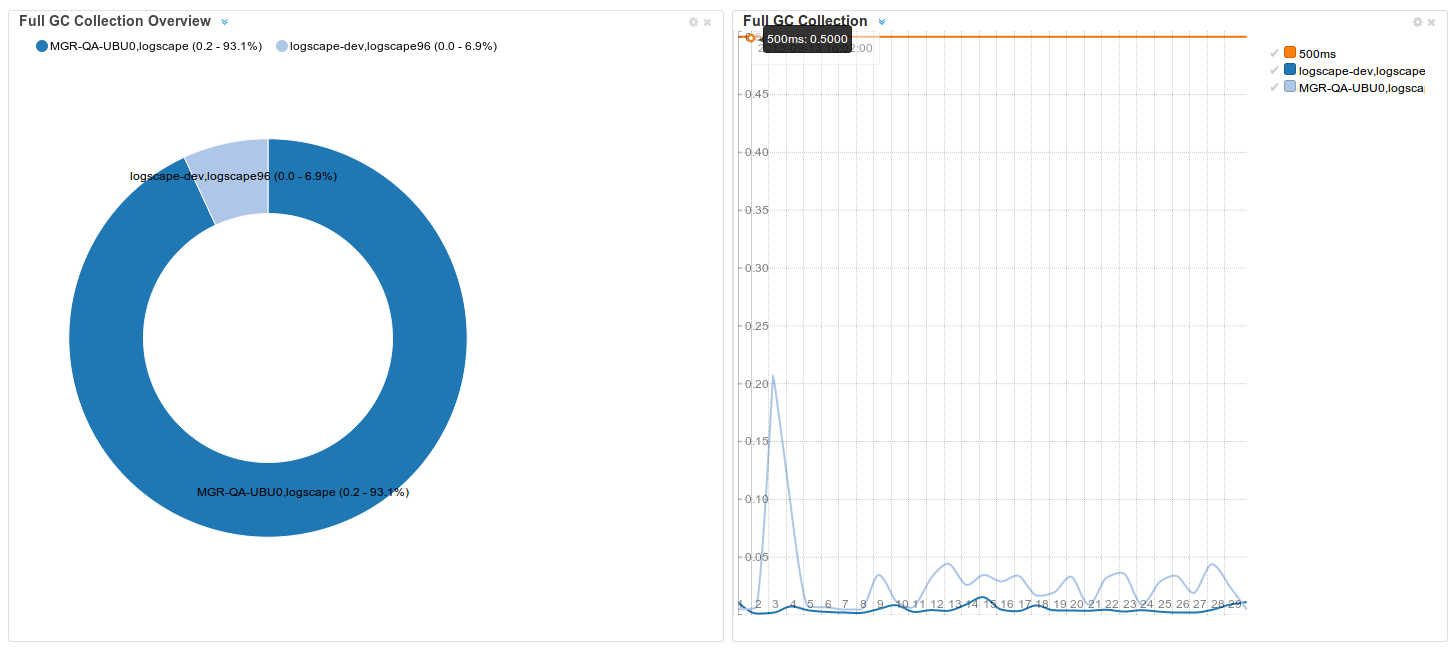 Full GC Collection Overview
MGR-QA-UBU0,logscape (0.2 - 93.1%) logscape-dev,logscape96 (0.0 - 6.9%)
logscape-dev,logscape96 (0.0 - 6.9%)
MGR-QA-UBU0,logscape (0.2 - 93.1%)
Full GC Collection
500ms: 0.5000
500ms
logscape-dev,logscape
MGR-QA-UBU0,logsca
0.45
0.40
0.35
0.30
0.25
0.20
0.15
0.10
0.05
1 2 3 4 5 6 7 8 9 10 11 12 13 14 15 16 17 18 19 20 21 22 23 24 25 26 27 28 29